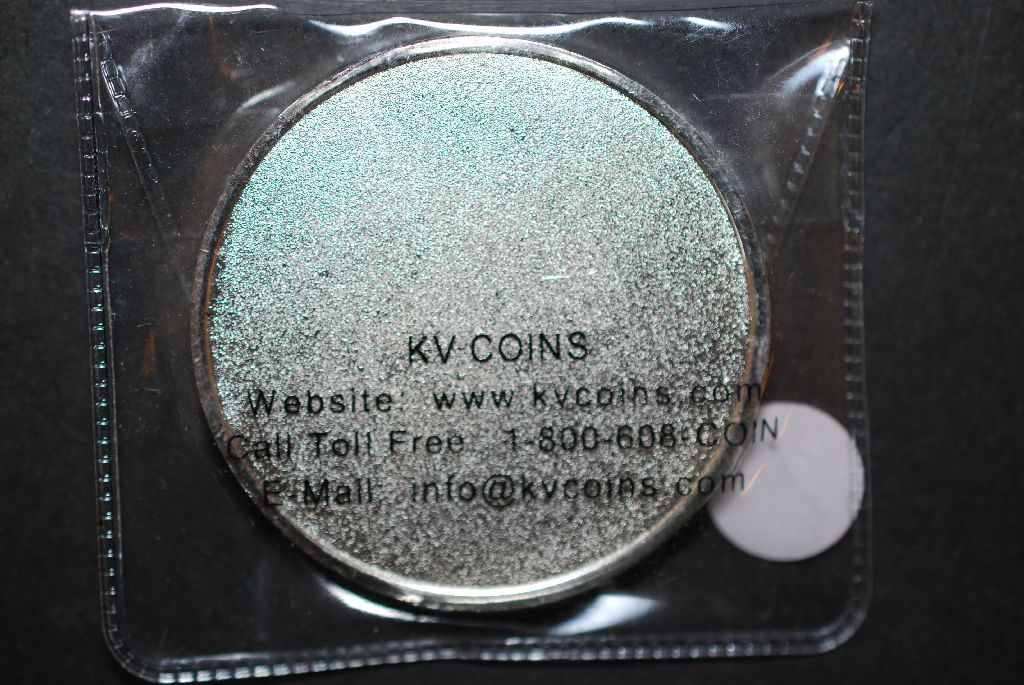 KV COINS
Website: www.kvcoins.com
Call Toll Free 1-800-608-COIN
E-Mail: info@kvcoins.com